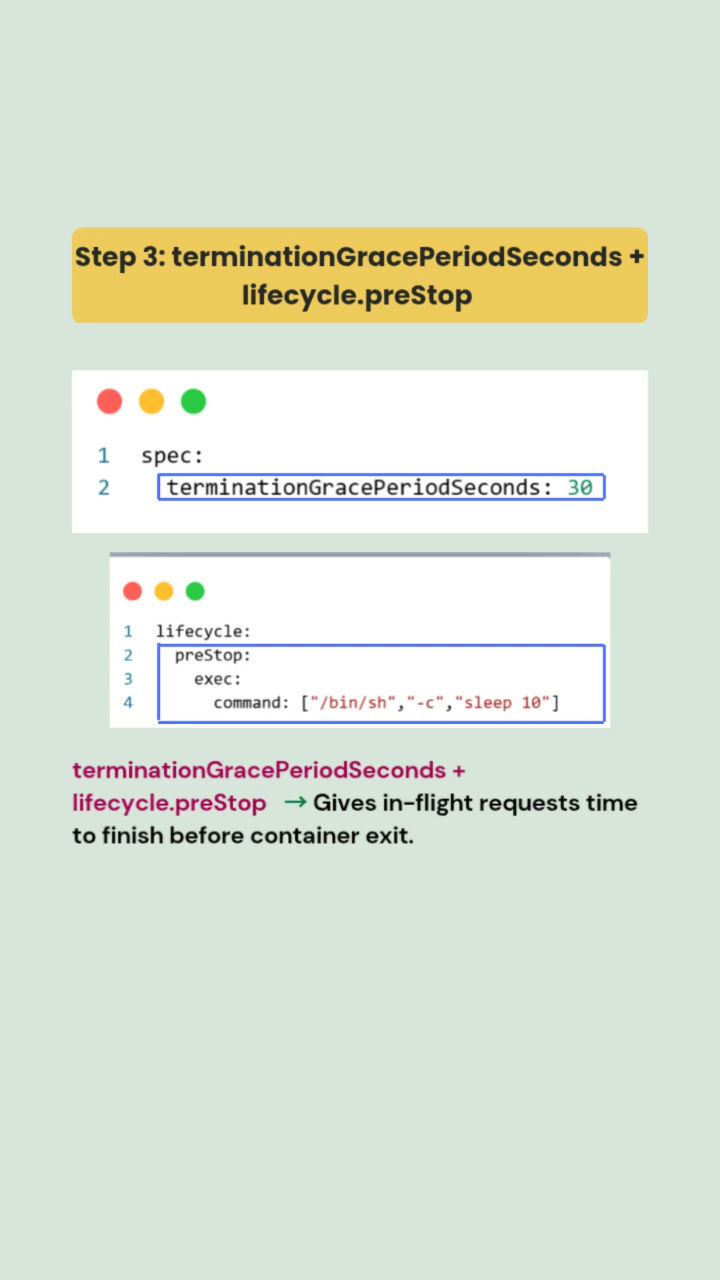 Step 3: terminationGracePeriodSeconds +
lifecycle.preStop
1 spec:
2 terminationGracePeriodSeconds: 30
1 lifecycle:
2 preStop:
3 exec:
4 command: ["/bin/sh","-c","sleep 10"]
terminationGracePeriodSeconds +
lifecycle.preStop → Gives in-flight requests time
to finish before container exit.